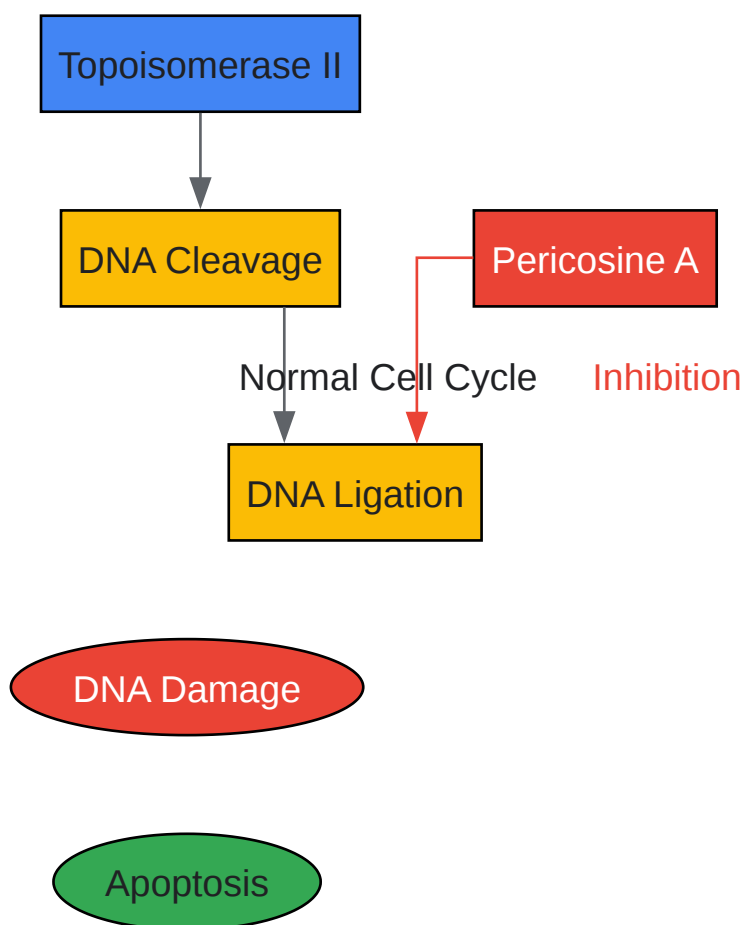 Topoisomerase II
DNA Cleavage
Pericosine A
Normal Cell Cycle
Inhibition
DNA Ligation
DNA Damage
Apoptosis